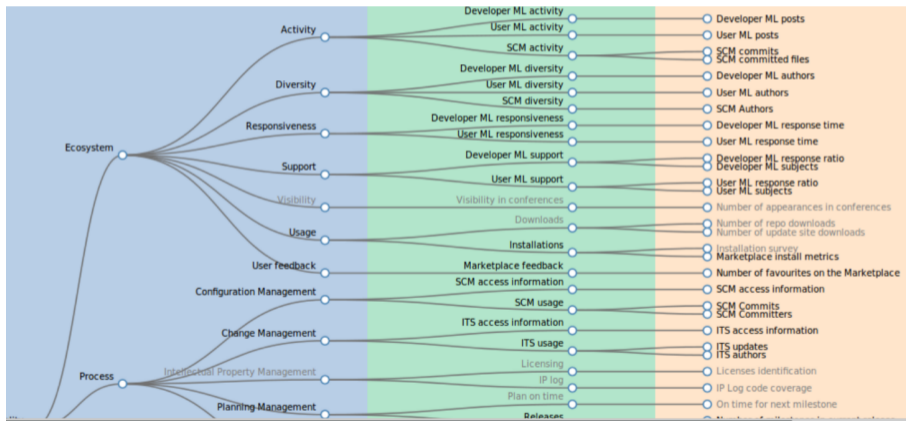 Ecosystem
Activity
Developer ML activity
Developer ML posts
User ML activity
User ML posts
SCM activity
SCM commits
SCM committed files
Diversity
Developer ML diversity
Developer ML authors
User ML diversity
User ML authors
SCM diversity
SCM Authors
Responsiveness
Developer ML responsiveness
Developer ML response time
User ML responsiveness
User ML response time
Support
Developer ML support
Developer ML response ratio
Developer ML subjects
User ML support
User ML response ratio
User ML subjects
Visibility
Visibility in conferences
Number of appearances in conferences
Usage
Downloads
Number of repo downloads
Number of update site downloads
Installations
Installation survey
Marketplace install metrics
User feedback
Marketplace feedback
Number of favourites on the Marketplace
Process
Configuration Management
SCM access information
SCM access information
SCM usage
SCM Commits
SCM Committers
Change Management
ITS access information
ITS access information
ITS usage
ITS updates
ITS authors
Intellectual Property Management
Licensing
Licenses identification
IP log
IP Log code coverage
Planning Management
Plan on time
On time for next milestone
Releases